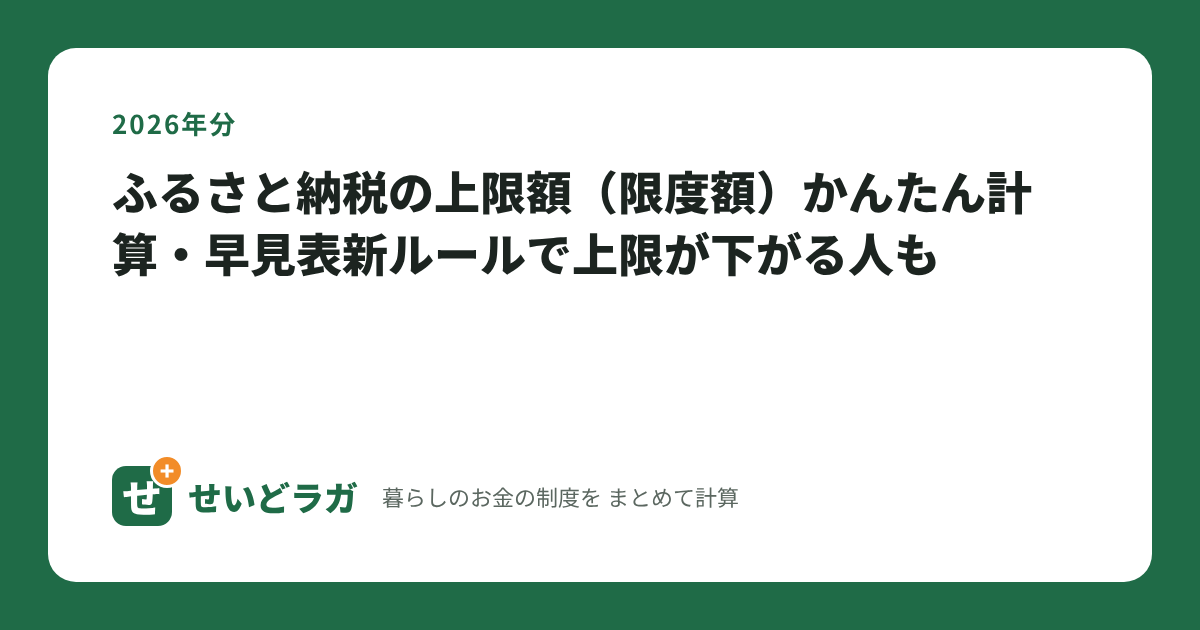 2026年分
ふるさと納税の上限額（限度額）かんたん計
算・早見表新ルールで上限が下がる人も
せ+
せいどラガ 暮らしのお金の制度を まとめて計算